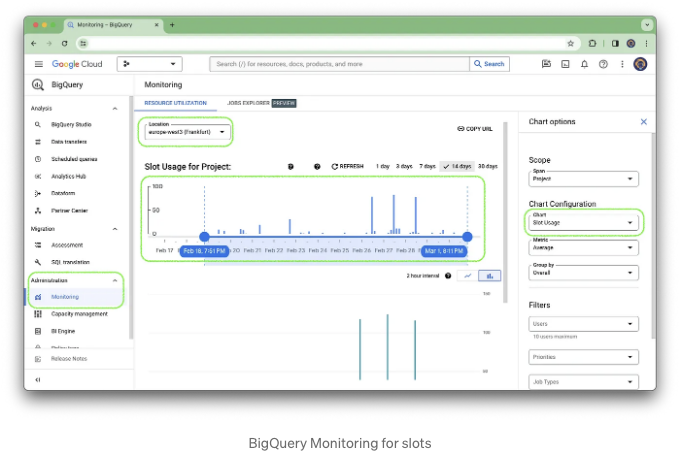 Monitoring – BigQuery
Google Cloud
Search (/) for resources, docs, products, and more
Search
BigQuery
Monitoring
Analysis
BigQuery Studio
Data transfers
Scheduled queries
Analytics Hub
Dataform
Partner Center
Migration
Assessment
SQL translation
Administration
Monitoring
Capacity management
BI Engine
Release Notes
RESOURCE UTILIZATION
JOBS EXPLORER PREVIEW
Location
europe-west3 (Frankfurt)
COPY URL
Slot Usage for Project:
REFRESH
1 day
3 days
7 days
14 days
30 days
100
50
0
Feb 17
Feb 20
Feb 21
Feb 22
Feb 23
Feb 24
Feb 25
Feb 26
Feb 27
Feb 28
Feb 18, 7:51 PM
Mar 1, 8:11 PM
2 hour interval
150
100
Chart options
Scope
Span
Project
Chart Configuration
Chart
Slot Usage
Metric
Average
Group by
Overall
Filters
Users
10 users maximum
Priorities
Job Types
BigQuery Monitoring for slots